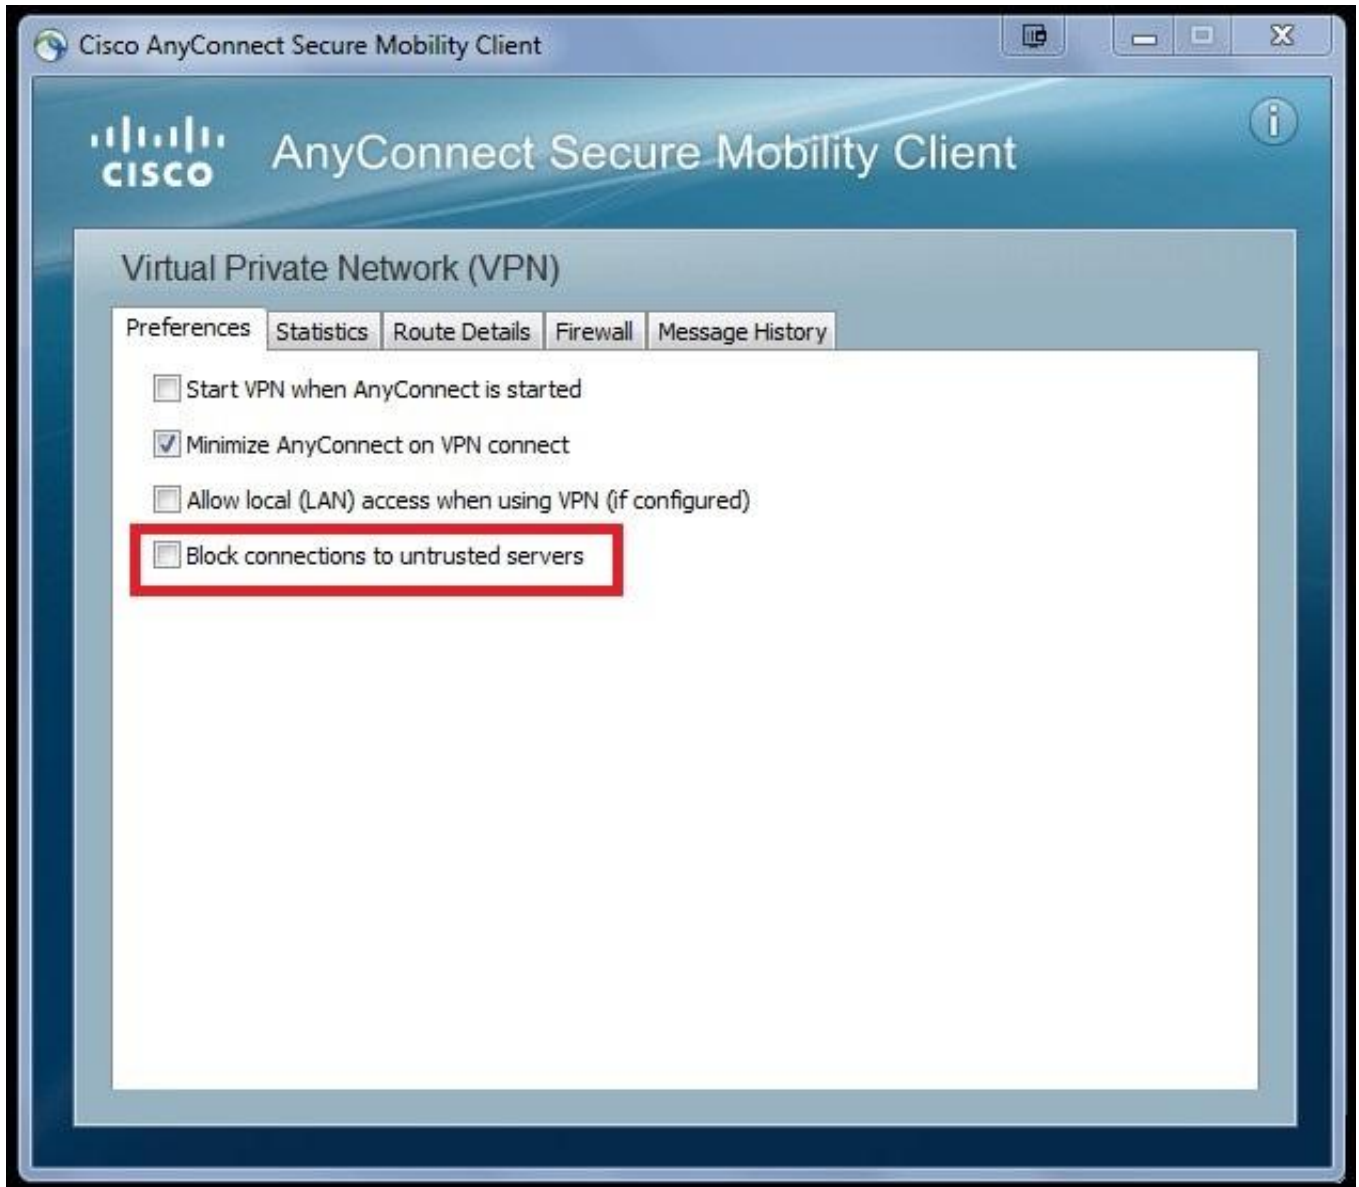 Cisco AnyConnect Secure Mobility Client
CISCO
AnyConnect Secure Mobility Client
Virtual Private Network (VPN)
Preferences Statistics Route Details Firewall Message History
Start VPN when AnyConnect is started
Minimize AnyConnect on VPN connect
Allow local (LAN) access when using VPN (if configured)
Block connections to untrusted servers